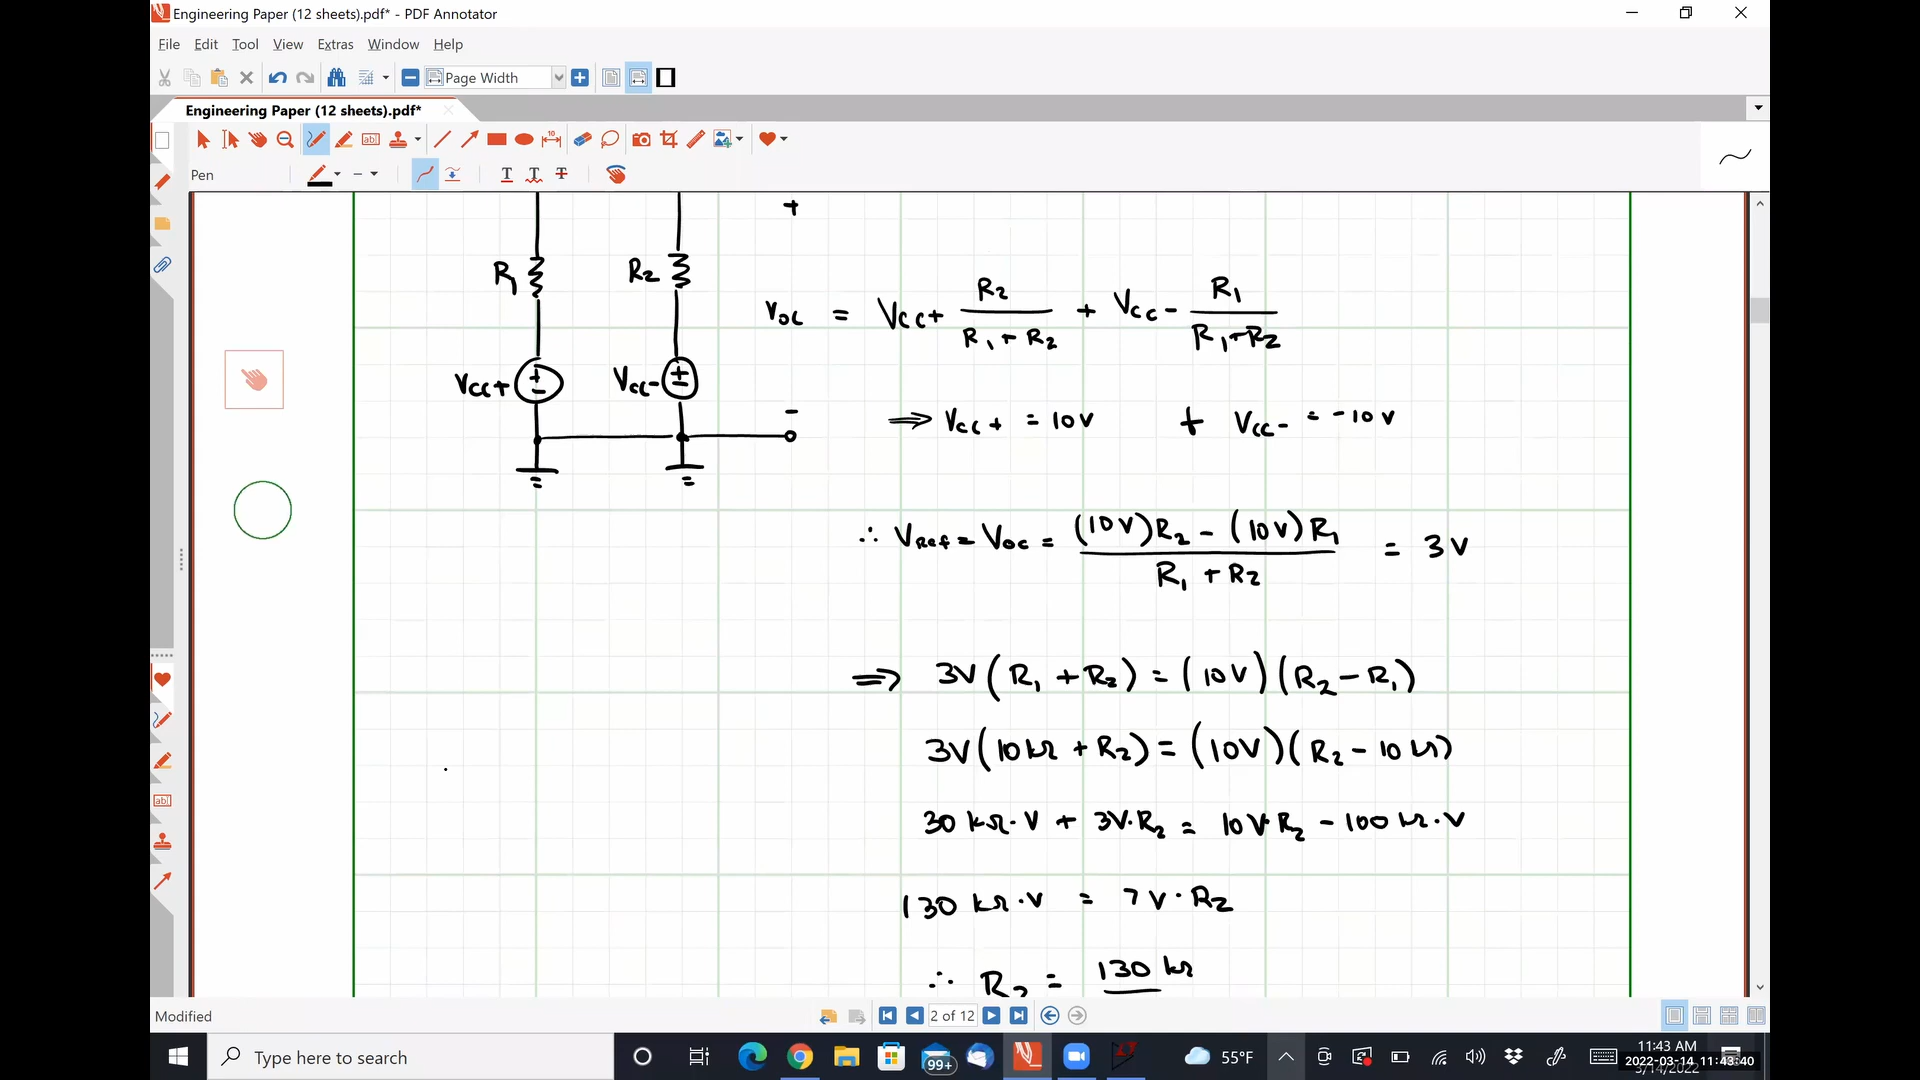 Engineering Paper (12 sheets).pdf* - PDF Annotator
File Edit Tool View Extras Window Help
Page Width
Engineering Paper (12 sheets).pdf*
Pen
+
R1 R2
Voc = Vcc+ R2 / R1 + R2 + Vcc- R1 / R1 + R2
Vcc+ + - Vcc- + -
-
⇒ Vcc+ = 10V + Vcc- = -10V
∴ VRef = Voc = (10V)R2 - (10V)R1 / R1 + R2 = 3V
⇒ 3V(R1 + R2) = (10V)(R2 - R1)
3V(10kΩ + R2) = (10V)(R2 - 10kΩ)
30 kΩ·V + 3V·R2 = 10V·R2 - 100 kΩ·V
130 kΩ·V = 7V·R2
∴ R2 = 130 kΩ
Modified
2 of 12
Type here to search
99+
55°F
11:43 AM
2022-03-14 11:43:40
3/14/2022